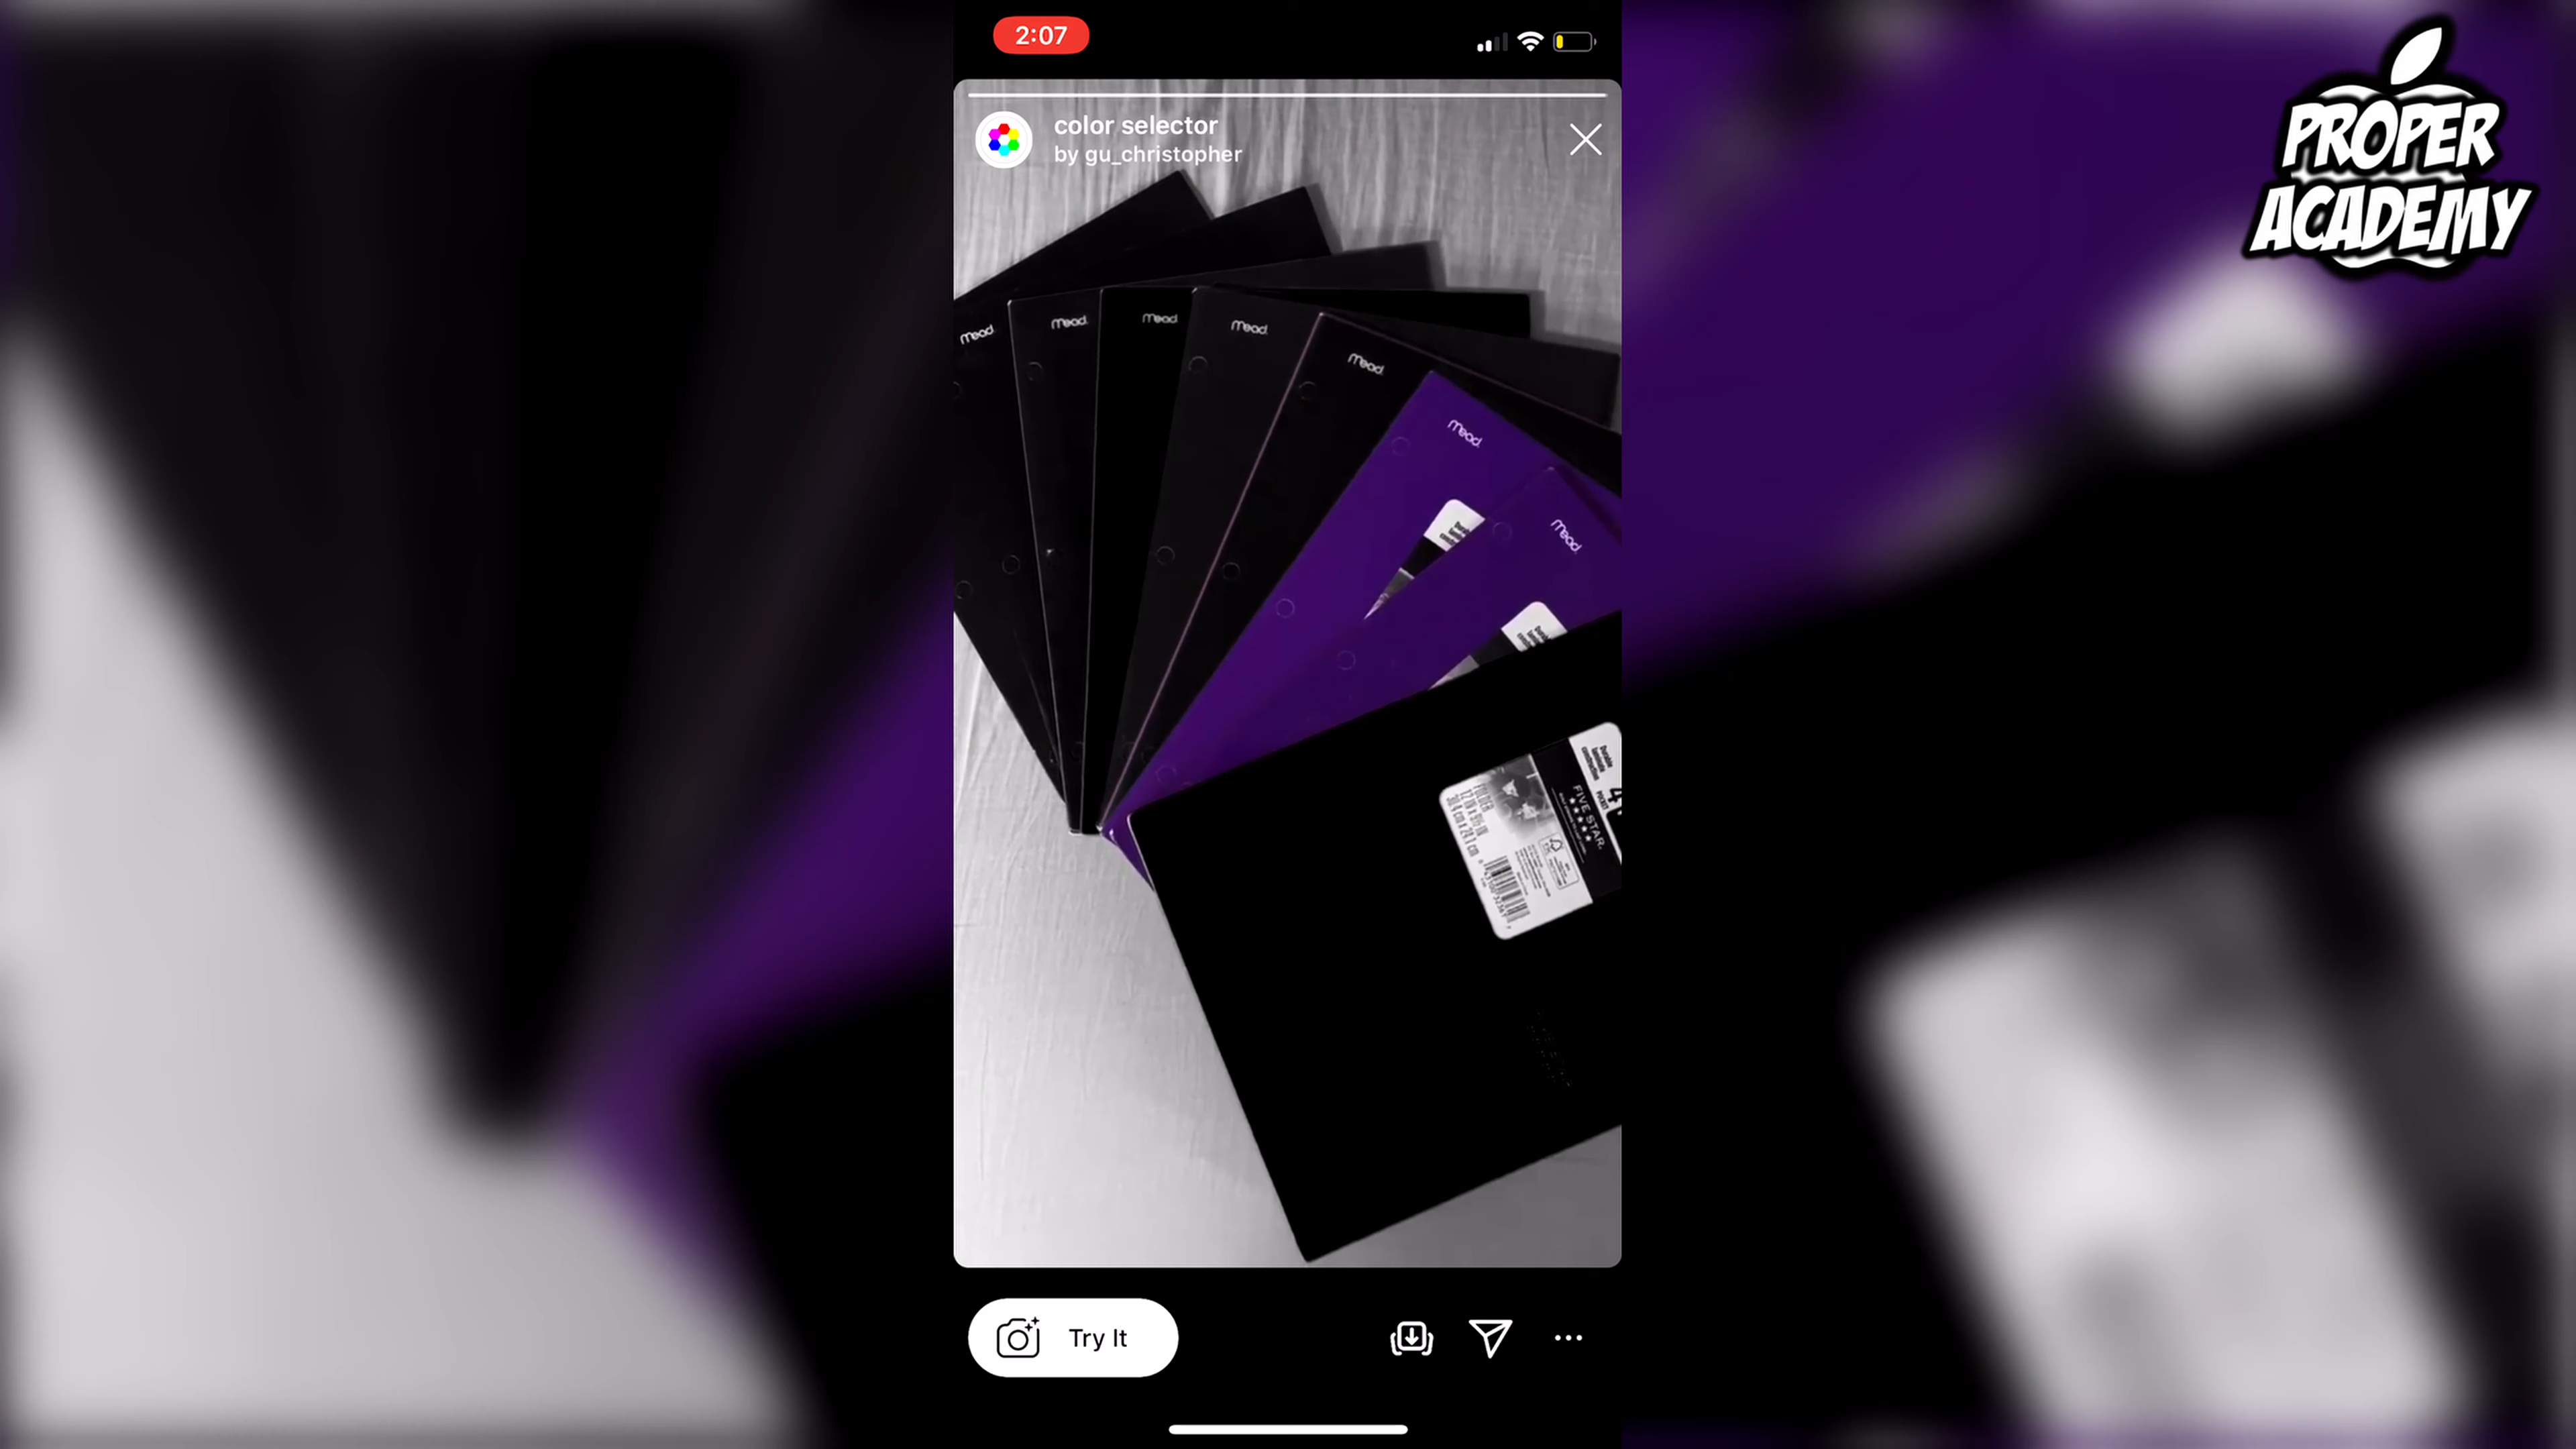 2:07
PROPER
ACADEMY
color selector
by gu_christopher
mead
mead
mead
mead
mead
mead
mead
FIVE STAR
FOLDER
Try It